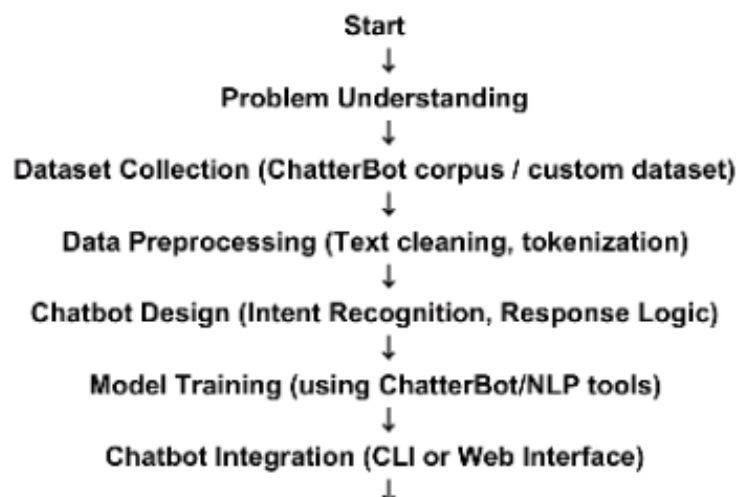 Start
↓
Problem Understanding
↓
Dataset Collection (ChatterBot corpus / custom dataset)
↓
Data Preprocessing (Text cleaning, tokenization)
↓
Chatbot Design (Intent Recognition, Response Logic)
↓
Model Training (using ChatterBot/NLP tools)
↓
Chatbot Integration (CLI or Web Interface)
↓